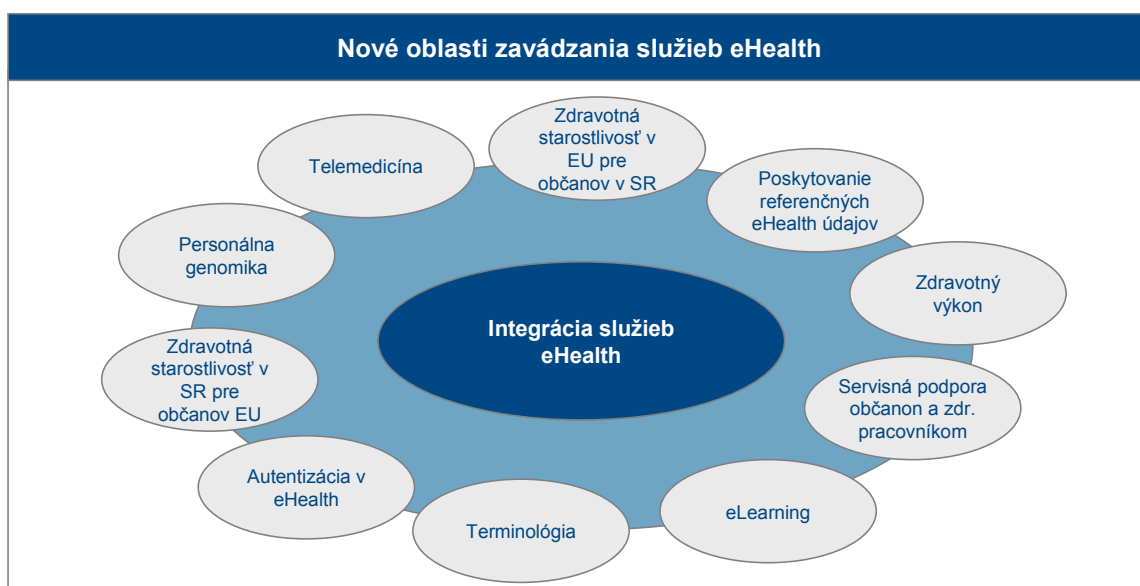 Nové oblasti zavádzania služieb eHealth
Zdravotná
starostlivosť v
EU pre
občanov v SR
Telemedicína
Poskytovanie
referenčných
eHealth údajov
Personálna
genomika
Zdravotný
výkon
Integrácia služieb
eHealth
Zdravotná
starostlivosť v
SR pre
občanov EU
Servisná podpora
občanon a zdr.
pracovníkom
Autentizácia v
eHealth
eLearning
Terminológia